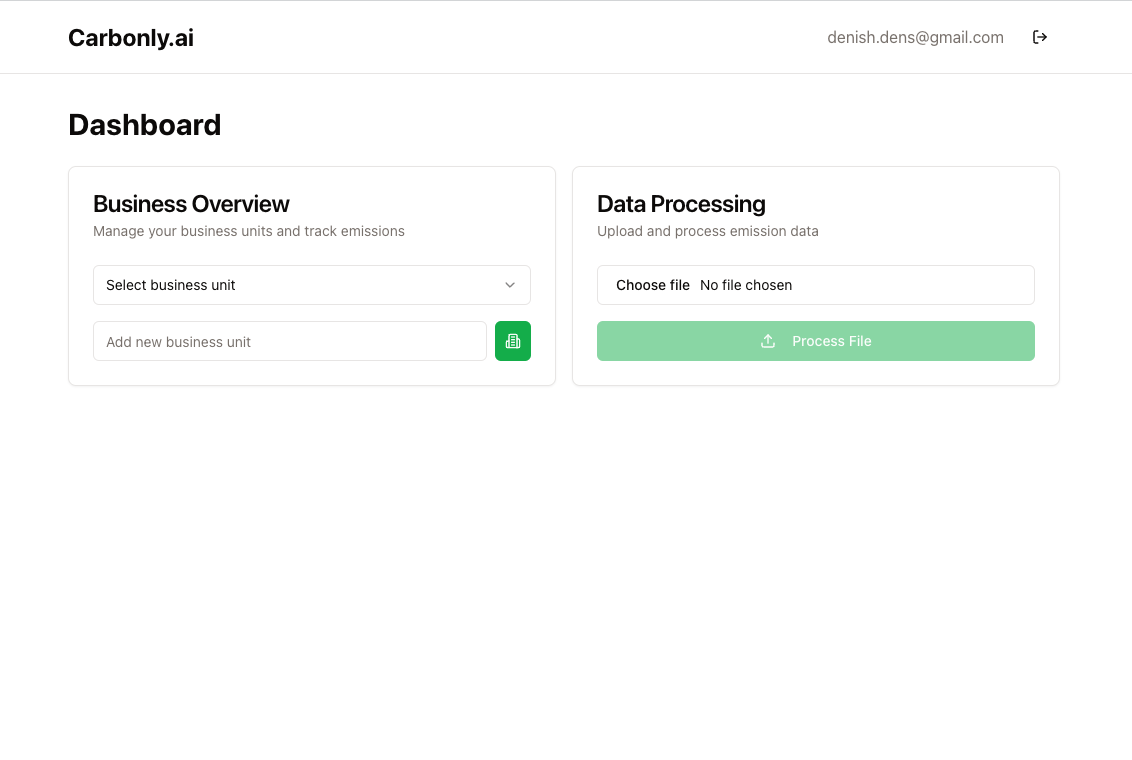 Carbonly.ai
denish.dens@gmail.com
Dashboard
Business Overview
Manage your business units and track emissions
Select business unit
Add new business unit
Data Processing
Upload and process emission data
Choose file No file chosen
Process File